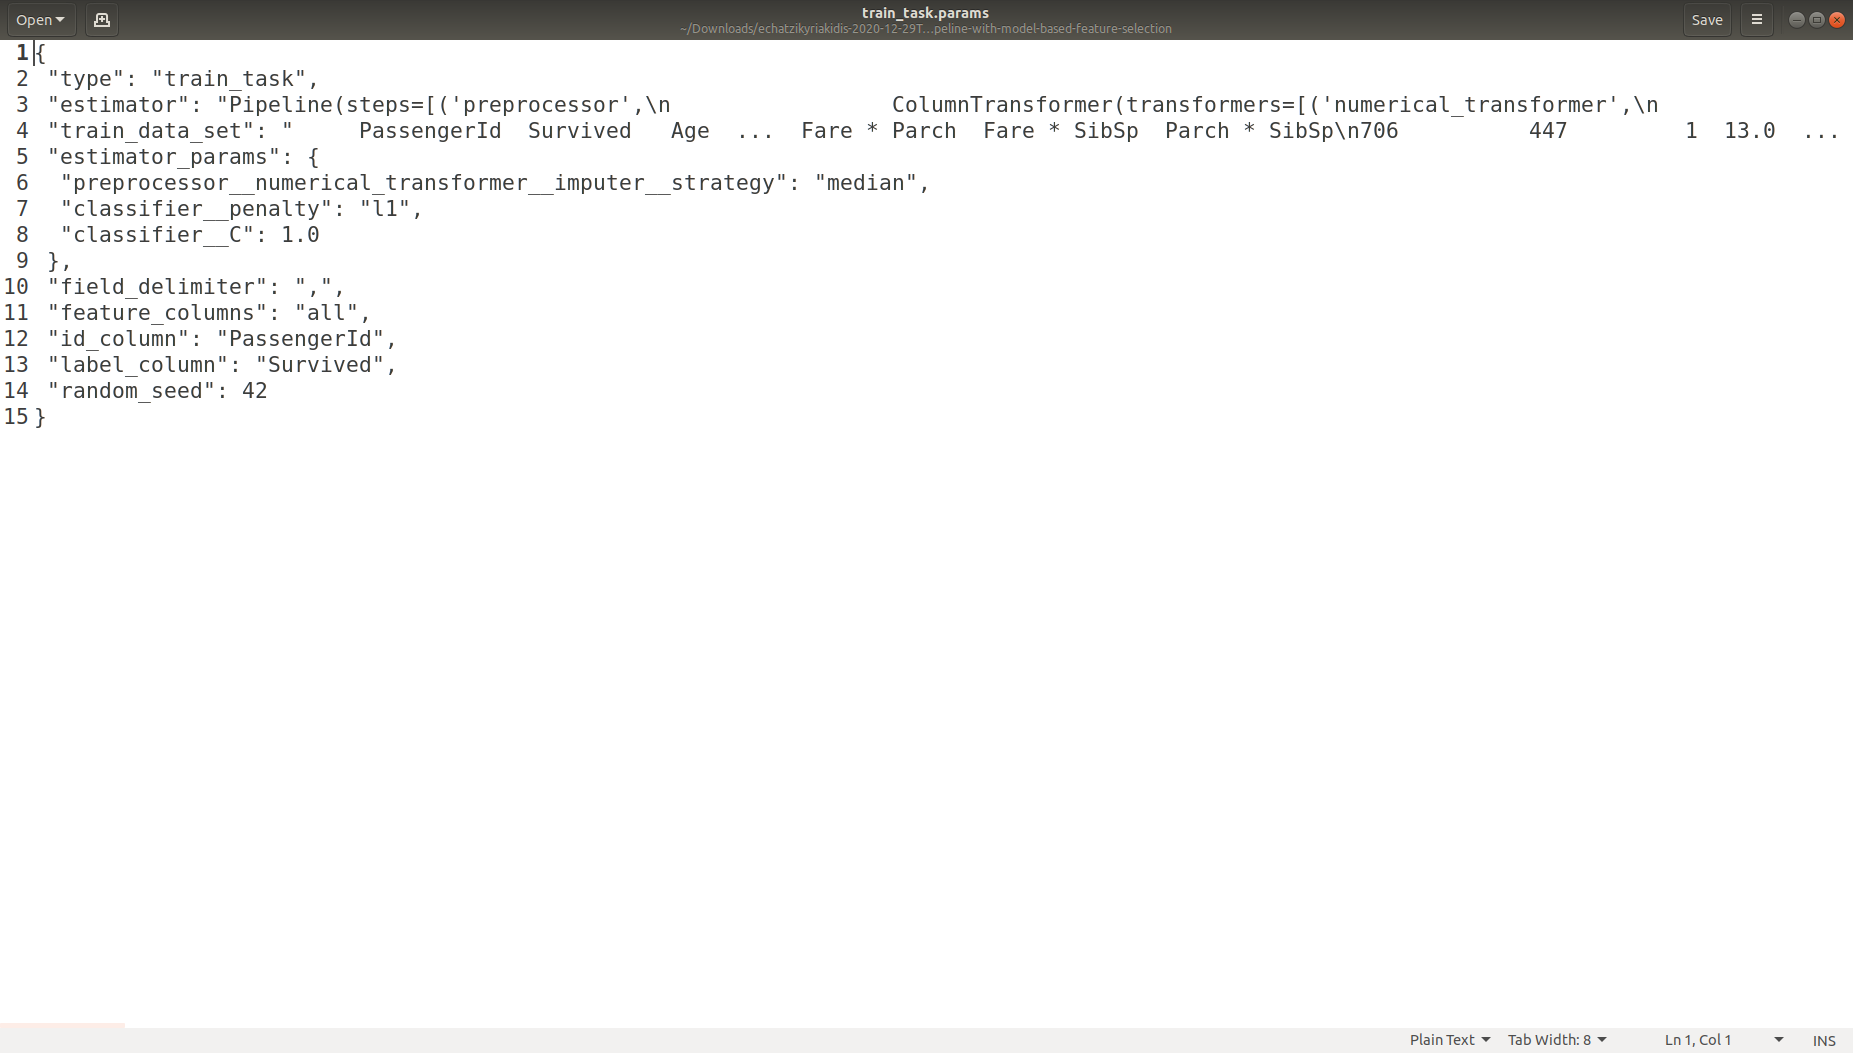 Open
train_task.params
~/Downloads/echatzikyriakidis-2020-12-29T...peline-with-model-based-feature-selection
Save
1 {
2  "type": "train_task",
3  "estimator": "Pipeline(steps=[('preprocessor',\n                 ColumnTransformer(transformers=[('numerical_transformer',\n
4  "train_data_set": "     PassengerId  Survived   Age  ...  Fare * Parch  Fare * SibSp  Parch * SibSp\n706          447         1  13.0  ...
5  "estimator_params": {
6   "preprocessor__numerical_transformer__imputer__strategy": "median",
7   "classifier__penalty": "l1",
8   "classifier__C": 1.0
9  },
10  "field_delimiter": ",",
11  "feature_columns": "all",
12  "id_column": "PassengerId",
13  "label_column": "Survived",
14  "random_seed": 42
15 }
Plain Text  Tab Width: 8  Ln 1, Col 1  INS